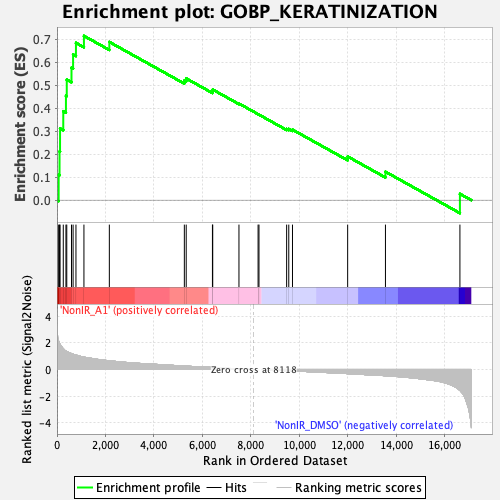 Enrichment plot: GOBP_KERATINIZATION
Enrichment score (ES)
0.7
0.6
0.5
0.4
0.3
0.2
0.1
0.0
'NonIR_A1' (positively correlated)
Ranked list metric (Signal2Noise)
4
2
0
-2
-4
Zero cross at 8118
'NonIR_DMSO' (negatively correlated)
0 2,000 4,000 6,000 8,000 10,000 12,000 14,000 16,000
Rank in Ordered Dataset
Enrichment profile Hits Ranking metric scores